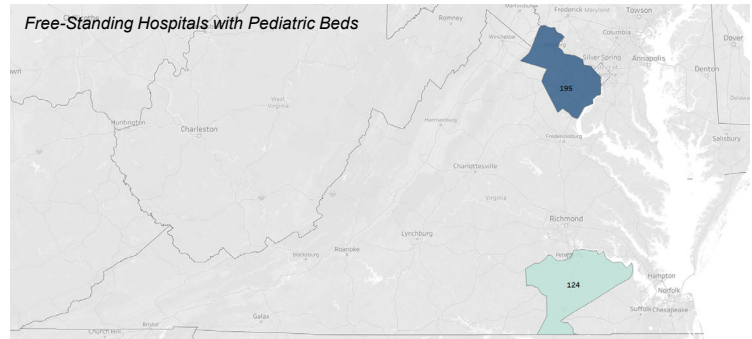 Free-Standing Hospitals with Pediatric Beds
Romney
Martinsburg
Frederick Maryland
Towson
Winchester
Columbia
Silver Spring
Annapolis
Dover
Denton
195
West
Virginia
Huntington
Charleston
Harrisonburg
Fredericksburg
Salisbury
Charlottesville
Virginia
Richmond
Lynchburg
Roanoke
Blacksburg
124
Hampton
Norfolk
Suffolk Chesapeake
Galax
Bristol
Church Hill